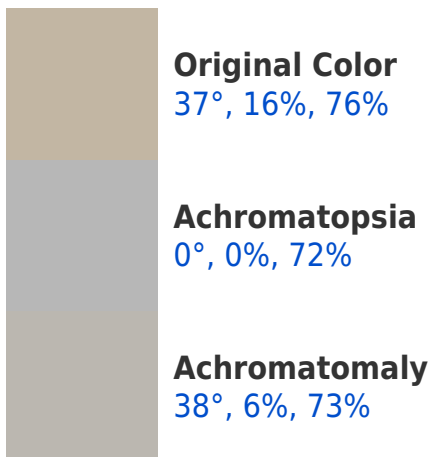 Original Color
37°, 16%, 76%
Achromatopsia
0°, 0%, 72%
Achromatomaly
38°, 6%, 73%